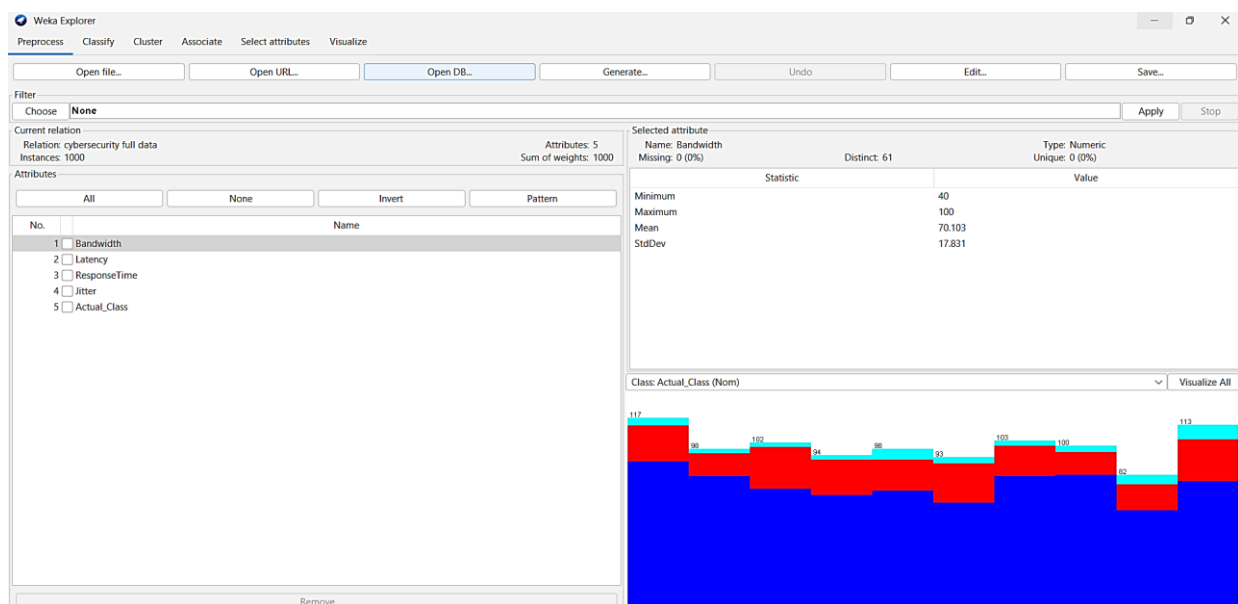 Weka Explorer
Preprocess Classify Cluster Associate Select attributes Visualize
Open file... Open URL... Open DB... Generate... Undo Edit... Save...
Filter
Choose None Apply Stop
Current relation
Relation: cybersecurity full data Attributes: 5
Instances: 1000 Sum of weights: 1000
Attributes
All None Invert Pattern
No. Name
1 Bandwidth
2 Latency
3 ResponseTime
4 Jitter
5 Actual_Class
Remove
Selected attribute
Name: Bandwidth Type: Numeric
Missing: 0 (0%) Distinct: 61 Unique: 0 (0%)
Statistic Value
Minimum 40
Maximum 100
Mean 70.103
StdDev 17.831
Class: Actual_Class (Nom) Visualize All
117 98 102 94 98 93 103 100 82 113